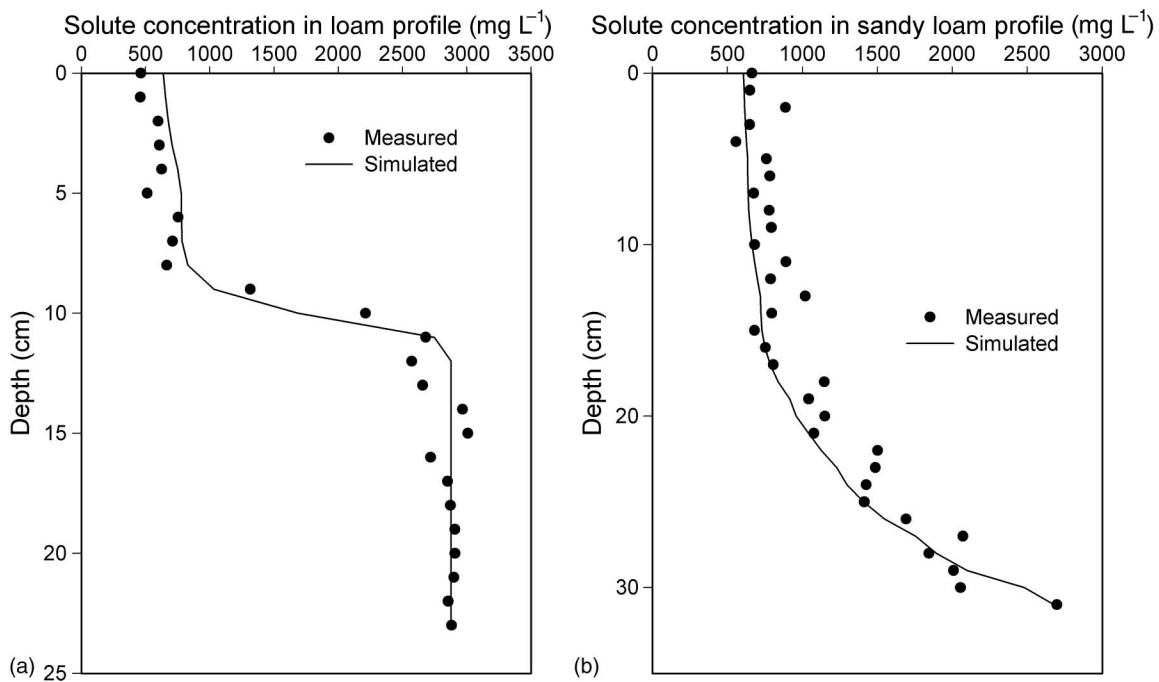 Solute concentration in loam profile (mg L–1)
0 500 1000 1500 2000 2500 3000 3500
0
5
10
15
20
25
Depth (cm)
Measured
Simulated
(a)
Solute concentration in sandy loam profile (mg L–1)
0 500 1000 1500 2000 2500 3000
0
10
20
30
Depth (cm)
Measured
Simulated
(b)